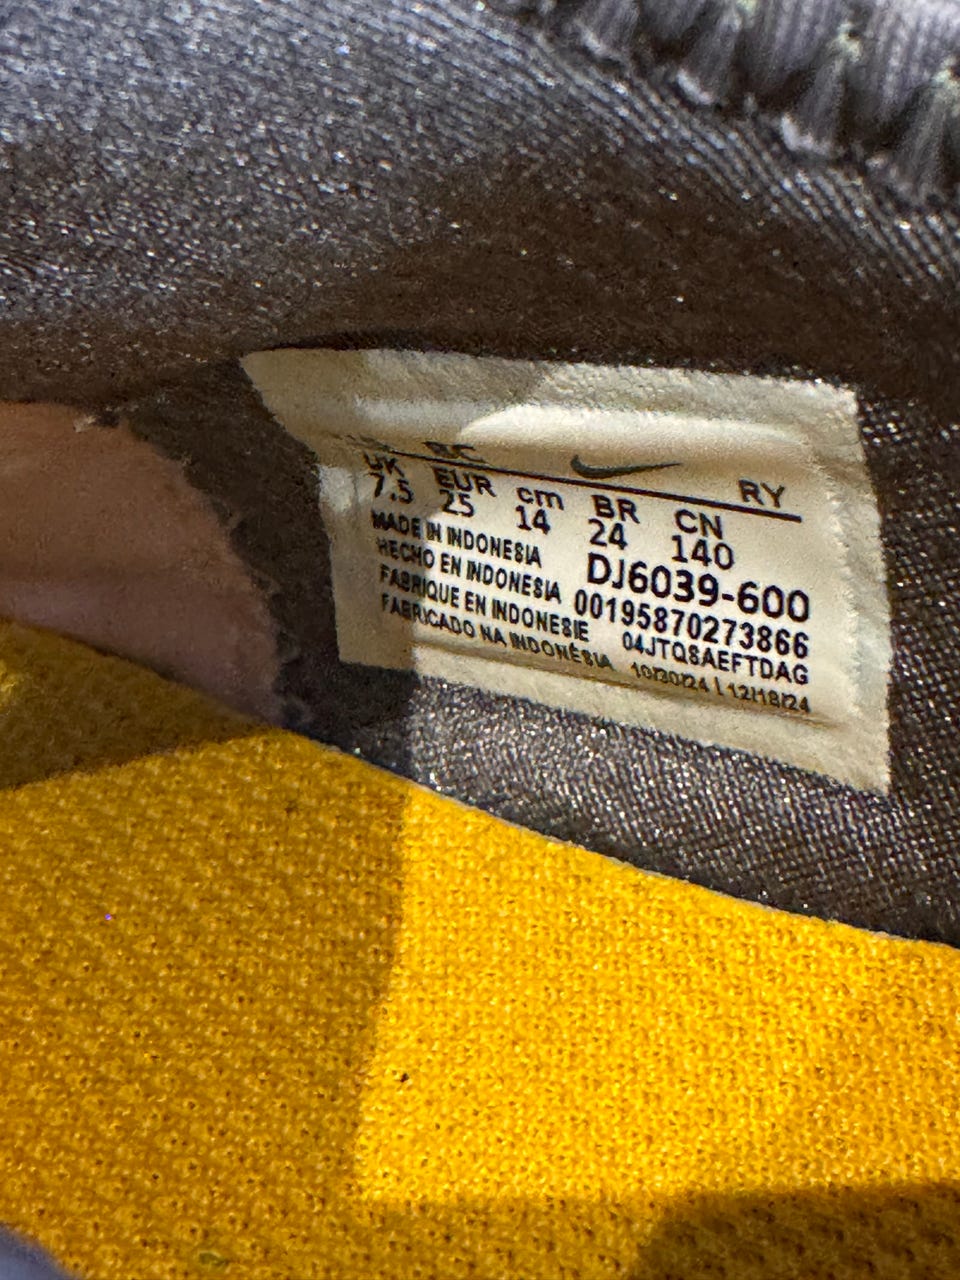 RY
UK EUR cm BR CN
7.5 25 14 24 140
MADE IN INDONESIA
HECHO EN INDONESIA
FABRIQUE EN INDONESIE
FABRICADO NA INDONÉSIA
DJ6039-600
00195870273866
04JTQ8AEFTDAG
10/30/24 | 12/18/24